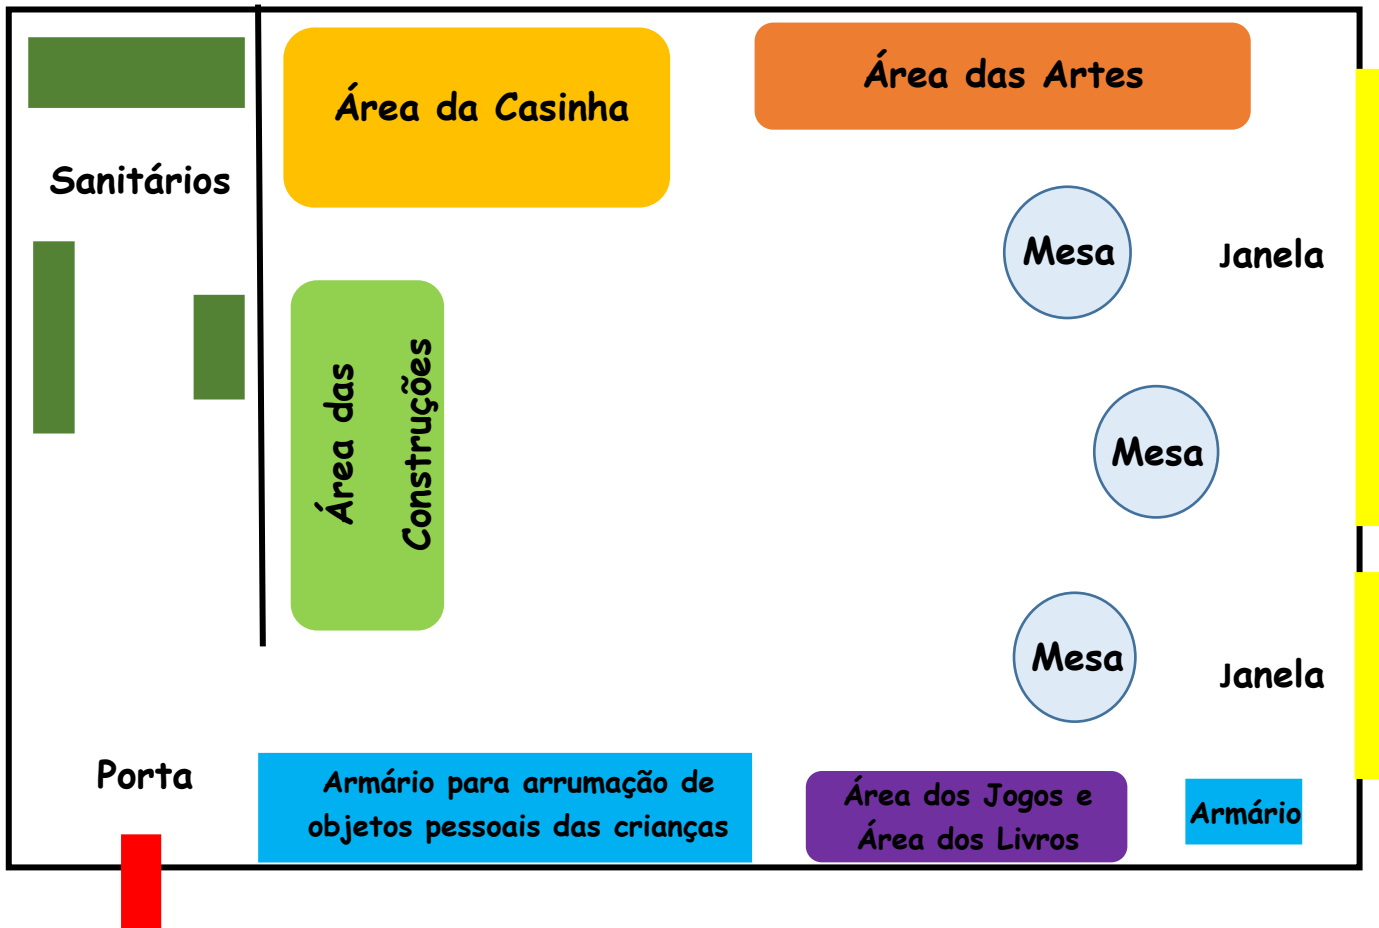 Área da Casinha
Área das Artes
Sanitários
Mesa
Janela
Área das
Construções
Mesa
Mesa
Janela
Porta
Armário para arrumação de
objetos pessoais das crianças
Área dos Jogos e
Área dos Livros
Armário